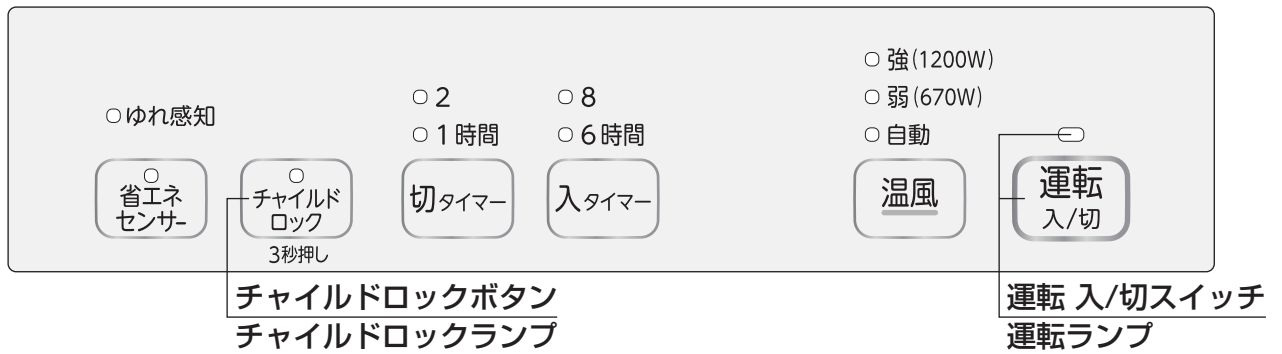 強(1200W)
2
8
弱(670W)
ゆれ感知
1時間
6時間
自動
省エネ
センサー
チャイルド
ロック
3秒押し
切タイマー
入タイマー
温風
運転
入/切
チャイルドロックボタン
チャイルドロックランプ
運転 入/切スイッチ
運転ランプ